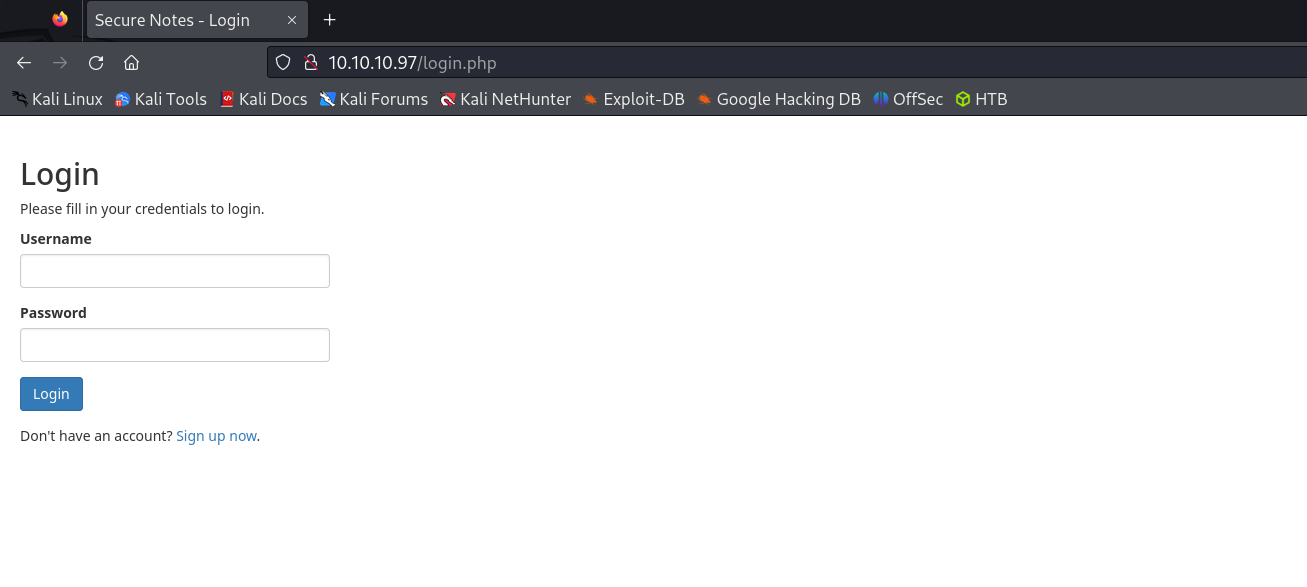 Secure Notes - Login
10.10.10.97/login.php
Kali Linux Kali Tools Kali Docs Kali Forums Kali NetHunter Exploit-DB Google Hacking DB OffSec HTB
Login
Please fill in your credentials to login.
Username
Password
Login
Don't have an account? Sign up now.